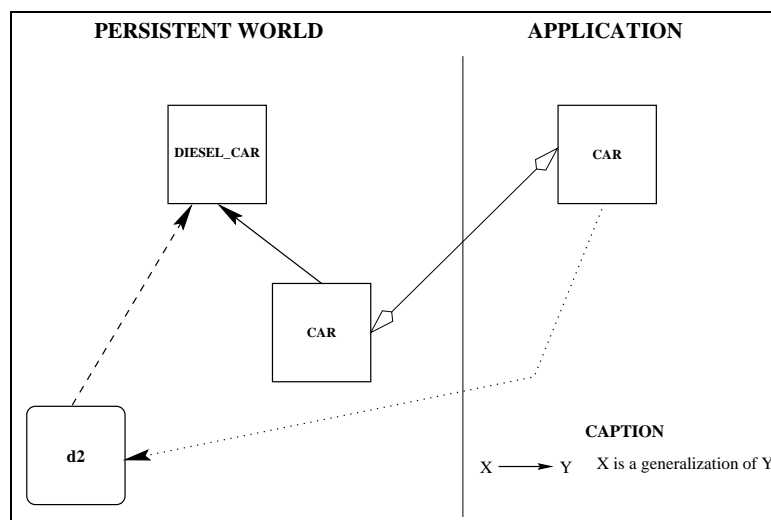 PERSISTENT WORLD
APPLICATION
DIESEL_CAR
CAR
CAR
d2
CAPTION
X Y X is a generalization of Y